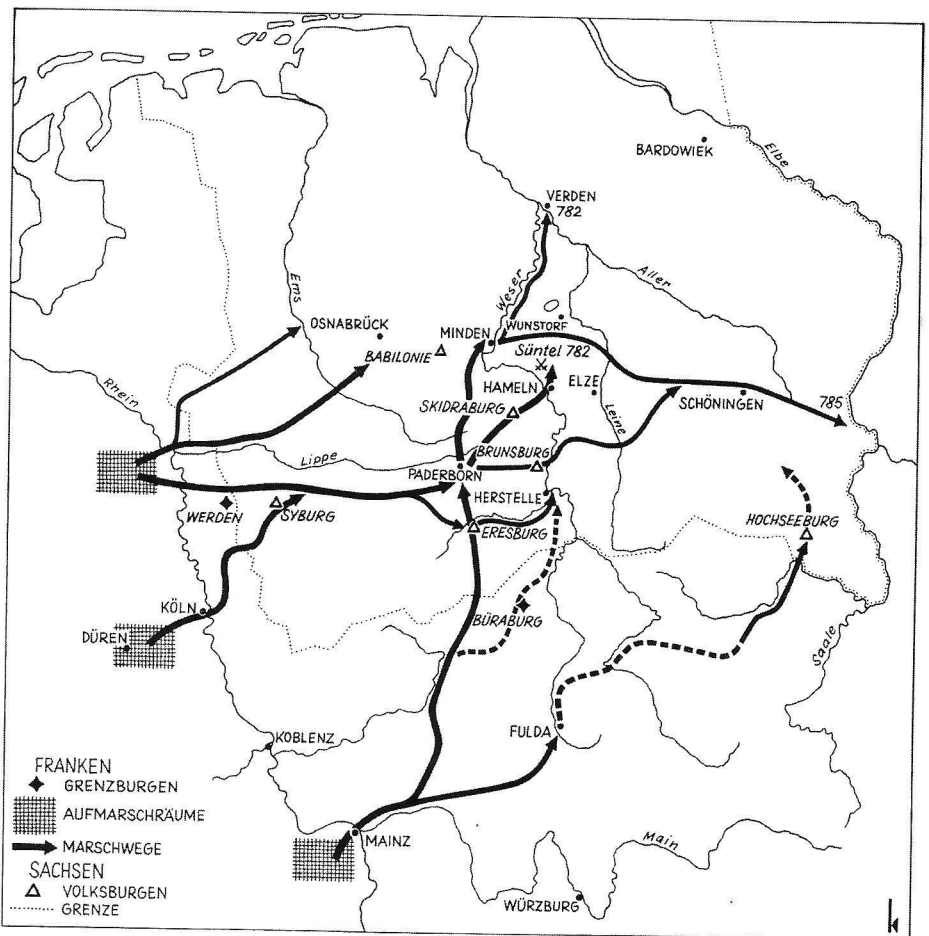 BARDOWIEK
Elbe
VERDEN
782
Aller
Weser
Ems
OSNABRÜCK
MINDEN
WUNSTORF
BABILONIE
Süntel 782
Rhein
HAMELN
ELZE
SKIDRABURG
Leine
SCHÖNINGEN
785
Lippe
BRUNSBURG
PADERBORN
WERDEN
SYBURG
HERSTELLE
ERESBURG
HOCHSEEBURG
KÖLN
BÜRABURG
DÜREN
Saale
KOBLENZ
FULDA
FRANKEN
GRENZBURGEN
AUFMARSCHRÄUME
MARSCHWEGE
MAINZ
Main
SACHSEN
VOLKSBURGEN
GRENZE
WÜRZBURG